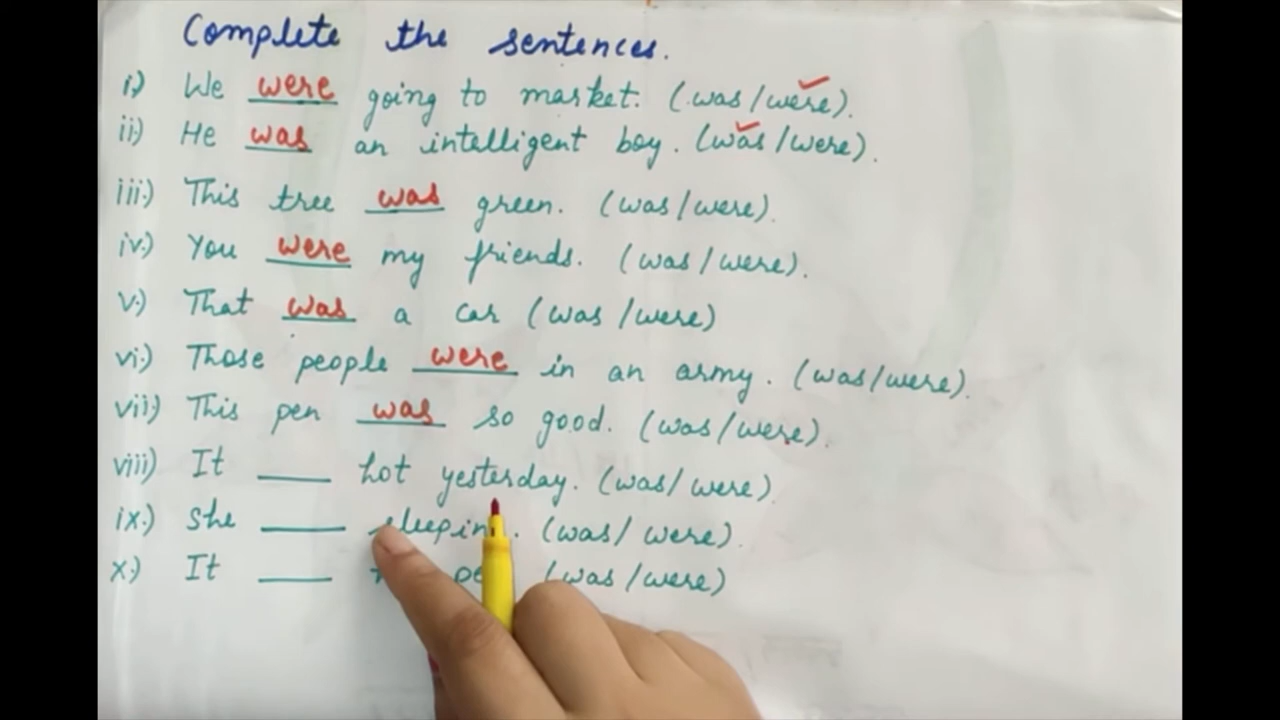 Complete the sentences.
i) We were going to market. (was/were).
ii) He was an intelligent boy. (was/were).
iii) This tree was green. (was/were).
iv) You were my friends. (was/were).
v) That was a car (was/were)
vi) Those people were in an army. (was/were).
vii) This pen was so good. (was/were).
viii) It ___ hot yesterday. (was/were).
ix) She ___ . (was/were).
x) It ___ (was/were)